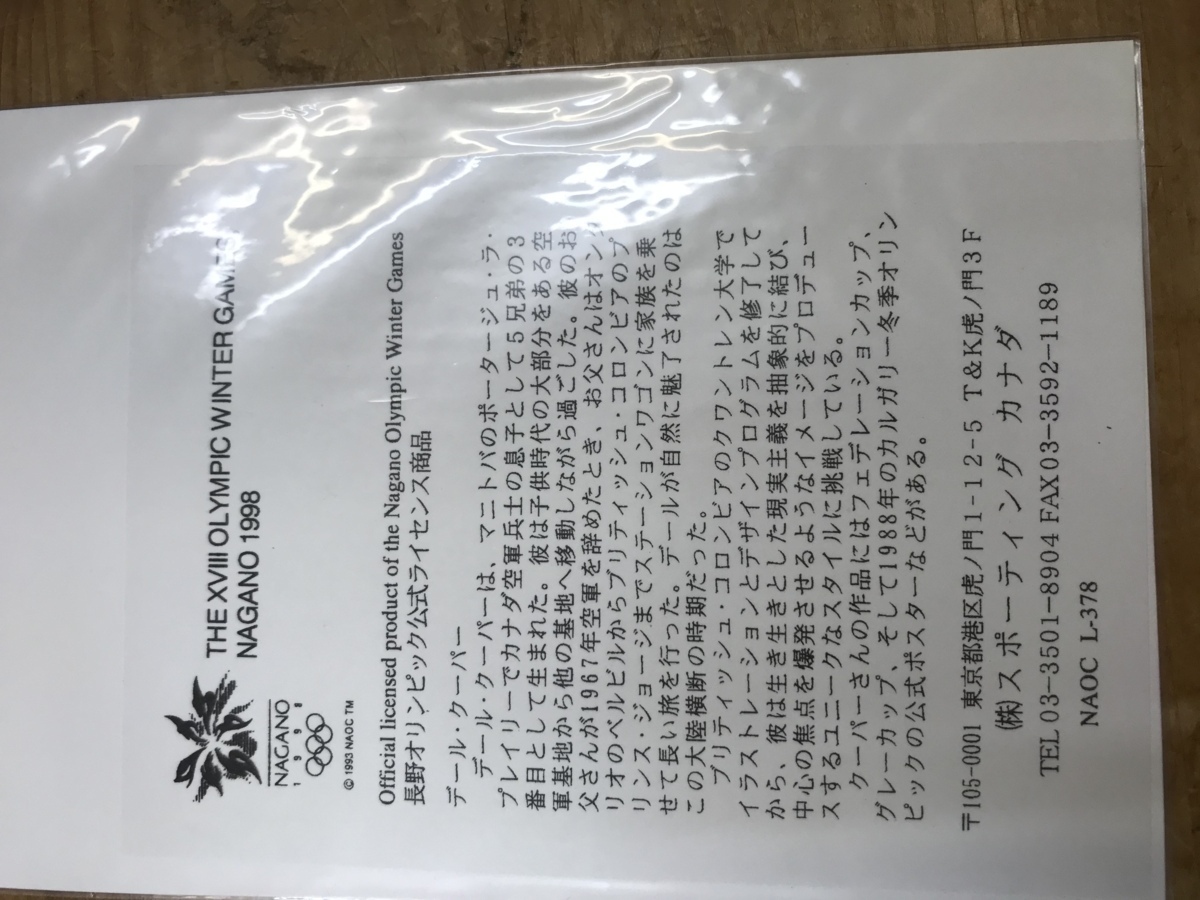 THE XVIII OLYMPIC WINTER GAMES
NAGANO 1998
NAGANO
1 9 9 8
© 1993 NAOC TM
Official licensed product of the Nagano Olympic Winter Games
長野オリンピック公式ライセンス商品
デール・クーパー
デール・クーパーは、マニトバのポータージュ・ラ・
プレイリーでカナダ空軍兵士の息子として5兄弟の3
番目として生まれた。彼は子供時代の大部分をある空
軍基地から他の基地へ移動しながら過ごした。彼のお
父さんが1967年空軍を辞めたとき、お父さんはオンタ
リオのベルビルからブリティッシュ・コロンビアのプ
リンス・ジョージまでステーションワゴンに家族を乗
せて長い旅を行った。デールが自然に魅了されたのは
この大陸横断の時期だった。
ブリティッシュ・コロンビアのクワントレン大学で
イラストレーションとデザインプログラムを修了して
から、彼は生き生きとした現実主義を抽象的に結び、
中心の焦点を爆発させるようなイメージをプロデュー
スするユニークなスタイルに挑戦している。
クーパーさんの作品にはフェデレーションカップ、
グレーカップ、そして1988年のカルガリー冬季オリン
ピックの公式ポスターなどがある。
〒105-0001 東京都港区虎ノ門1-12-5 T&K虎ノ門3F
(株)スポーティング カナダ
TEL 03-3501-8904 FAX 03-3592-1189
NAOC L-378